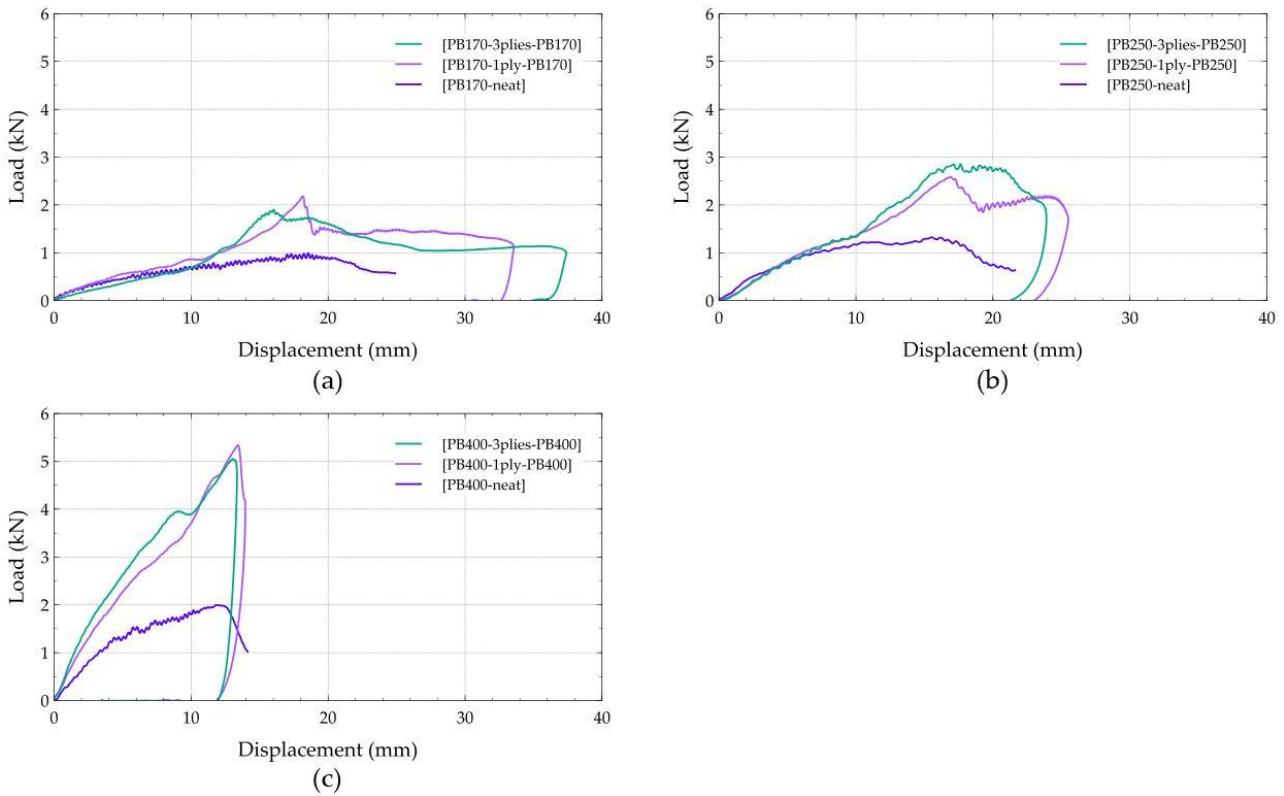 6
5
4
3
2
1
0
Load (kN)
[PB170-3plies-PB170]
[PB170-1ply-PB170]
[PB170-neat]
0 10 20 30 40
Displacement (mm)
(a)
6
5
4
3
2
1
0
Load (kN)
[PB250-3plies-PB250]
[PB250-1ply-PB250]
[PB250-neat]
0 10 20 30 40
Displacement (mm)
(b)
6
5
4
3
2
1
0
Load (kN)
[PB400-3plies-PB400]
[PB400-1ply-PB400]
[PB400-neat]
0 10 20 30 40
Displacement (mm)
(c)